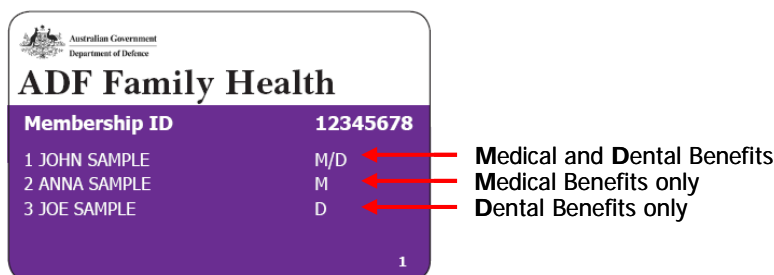 Australian Government
Department of Defence
ADF Family Health
Membership ID 12345678
1 JOHN SAMPLE M/D Medical and Dental Benefits
2 ANNA SAMPLE M Medical Benefits only
3 JOE SAMPLE D Dental Benefits only
1